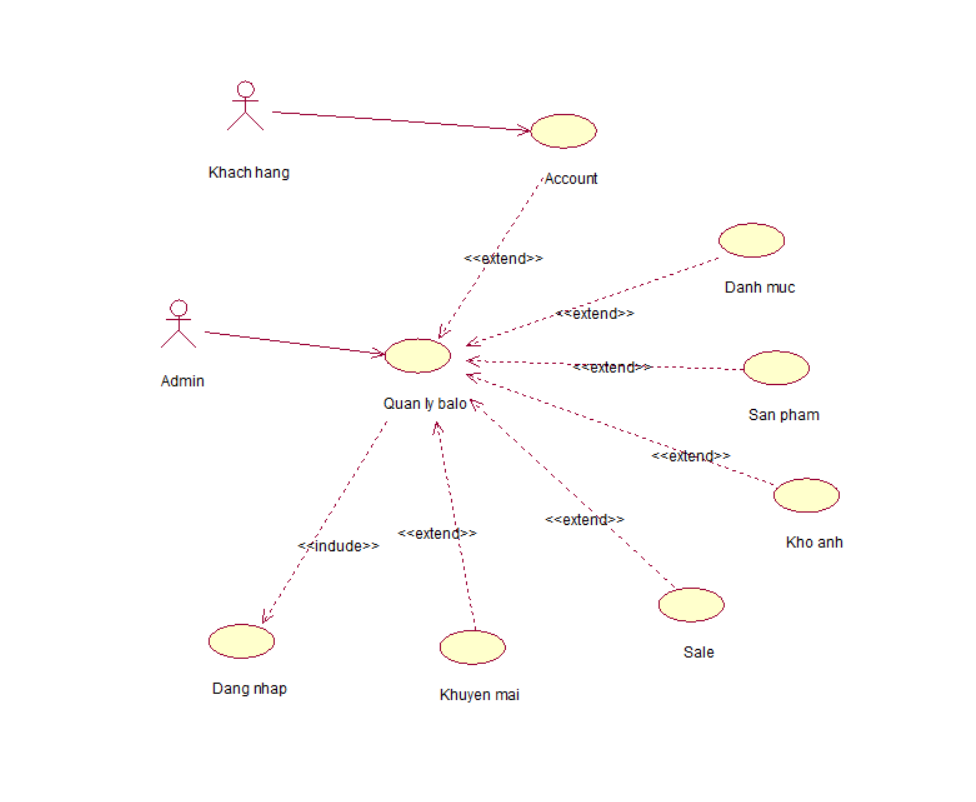 Khach hang
Account
<<extend>>
Danh muc
<<extend>>
Admin
<<extend>>
Quan ly balo
San pham
<<extend>>
<<extend>>
<<extend>>
<<include>>
Kho anh
Sale
Dang nhap
Khuyen mai